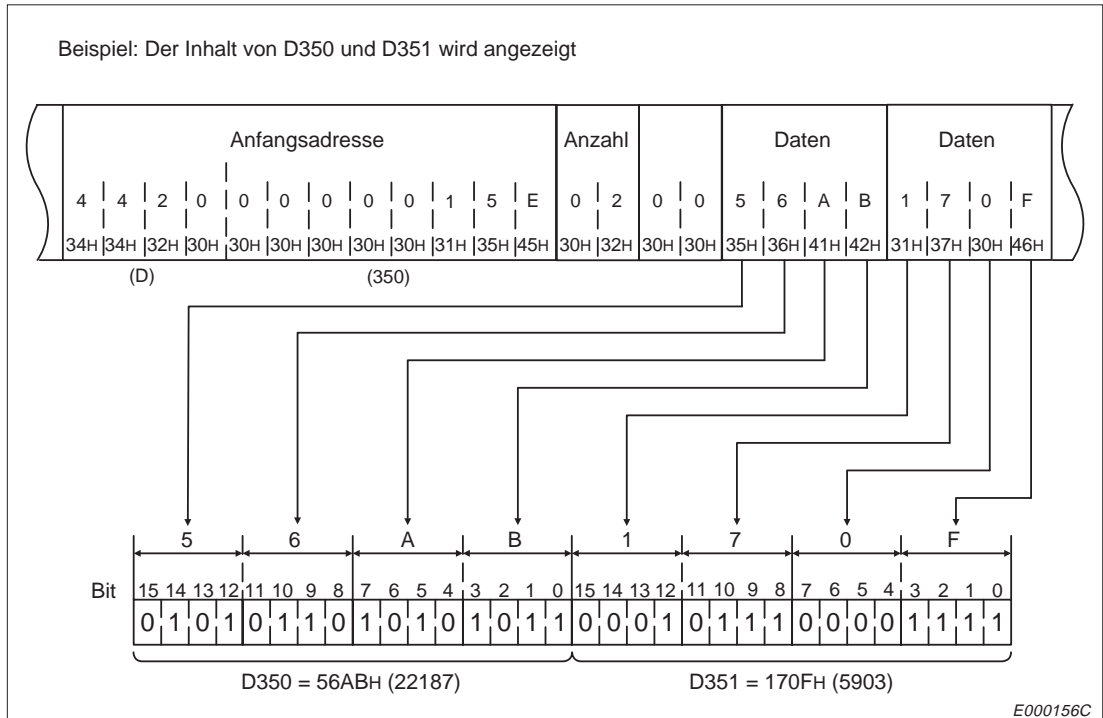 Beispiel: Der Inhalt von D350 und D351 wird angezeigt
Anfangsadresse Anzahl Daten Daten
4 4 2 0 0 0 0 0 0 1 5 E 0 2 0 0 5 6 A B 1 7 0 F
34H 34H 32H 30H 30H 30H 30H 30H 30H 31H 35H 45H 30H 32H 30H 30H 35H 36H 41H 42H 31H 37H 30H 46H
(D) (350)
5 6 A B 1 7 0 F
Bit 15 14 13 12 11 10 9 8 7 6 5 4 3 2 1 0 15 14 13 12 11 10 9 8 7 6 5 4 3 2 1 0
0 1 0 1 0 1 1 0 1 0 1 0 1 0 1 1 0 0 0 1 0 1 1 1 0 0 0 0 1 1 1 1
D350 = 56ABH (22187) D351 = 170FH (5903)
E000156C